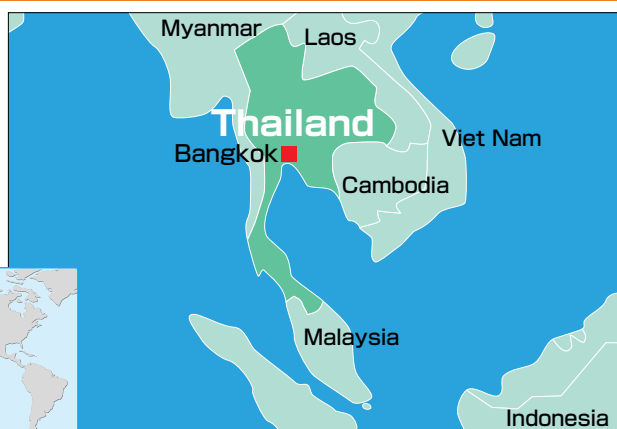 Myanmar
Laos
Thailand
Viet Nam
Bangkok
Cambodia
Malaysia
Indonesia